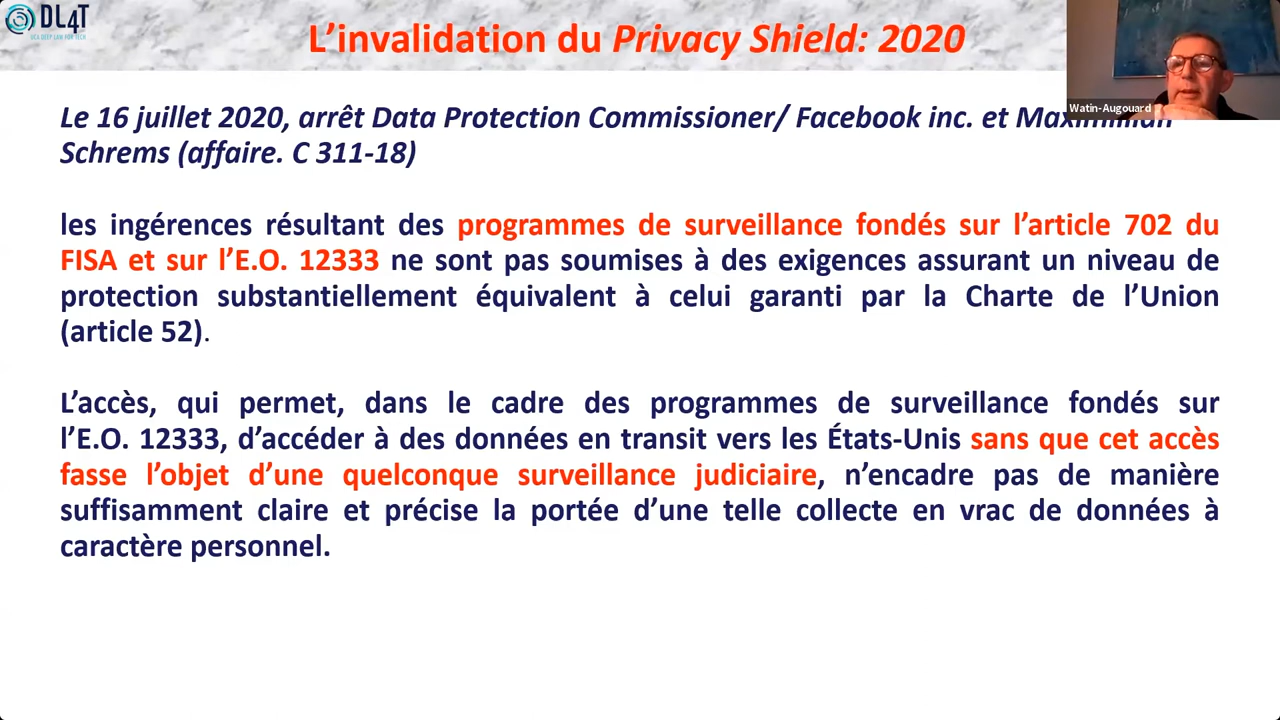 DL4T
UCA DEEP LAW FOR TECH
L’invalidation du Privacy Shield: 2020
Watin-Augouard
Le 16 juillet 2020, arrêt Data Protection Commissioner/ Facebook inc. et Maximilian
Schrems (affaire. C 311-18)
les ingérences résultant des programmes de surveillance fondés sur l’article 702 du
FISA et sur l’E.O. 12333 ne sont pas soumises à des exigences assurant un niveau de
protection substantiellement équivalent à celui garanti par la Charte de l’Union
(article 52).
L’accès, qui permet, dans le cadre des programmes de surveillance fondés sur
l’E.O. 12333, d’accéder à des données en transit vers les États-Unis sans que cet accès
fasse l’objet d’une quelconque surveillance judiciaire, n’encadre pas de manière
suffisamment claire et précise la portée d’une telle collecte en vrac de données à
caractère personnel.